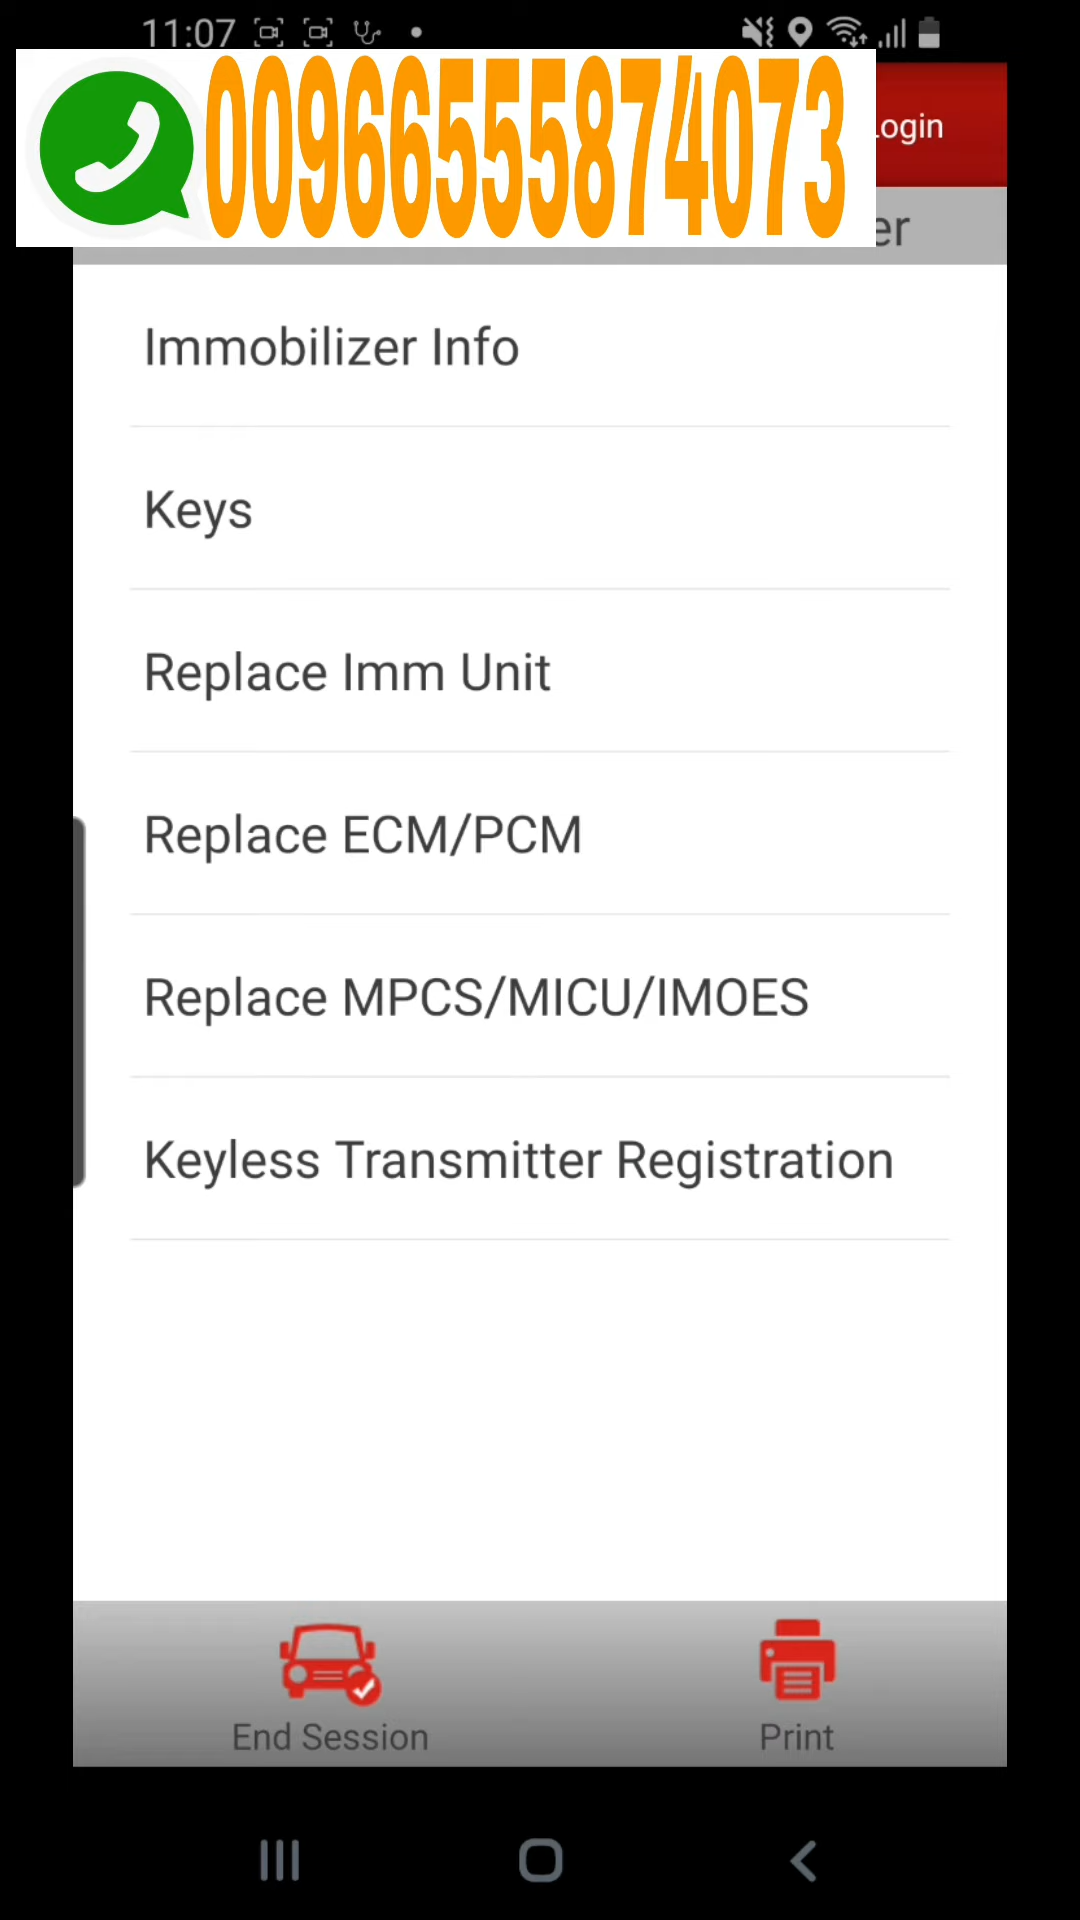 11:07
00966555874073
Login
er
Immobilizer Info
Keys
Replace Imm Unit
Replace ECM/PCM
Replace MPCS/MICU/IMOES
Keyless Transmitter Registration
End Session
Print